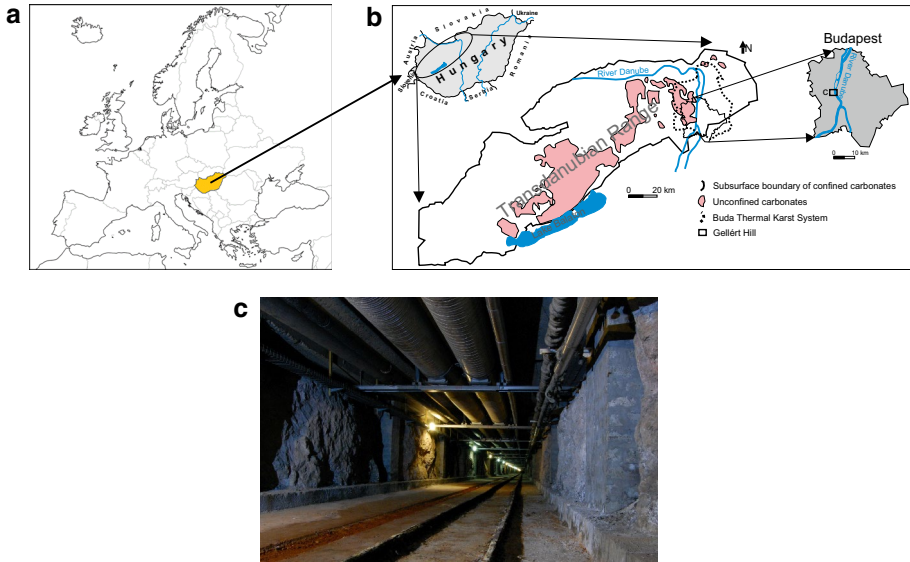 a
b
Slovakia
Ukraine
Austria
Hungary
Romania
Croatia
Serbia
N
River Danube
Transdanubian Range
0 20 km
Budapest
River Danube
c
0 10 km
Subsurface boundary of confined carbonates
Unconfined carbonates
Buda Thermal Karst System
Gellért Hill
c